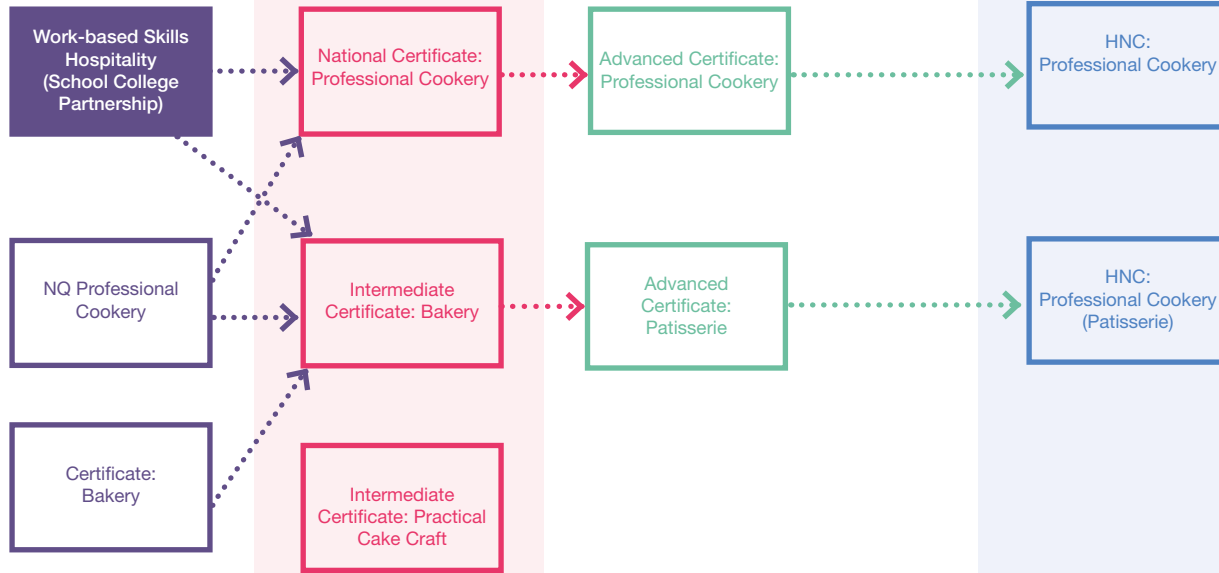 Work-based Skills
Hospitality
(School College
Partnership)
National Certificate:
Professional Cookery
Advanced Certificate:
Professional Cookery
HNC:
Professional Cookery
NQ Professional
Cookery
Intermediate
Certificate: Bakery
Advanced
Certificate:
Patisserie
HNC:
Professional Cookery
(Patisserie)
Certificate:
Bakery
Intermediate
Certificate: Practical
Cake Craft